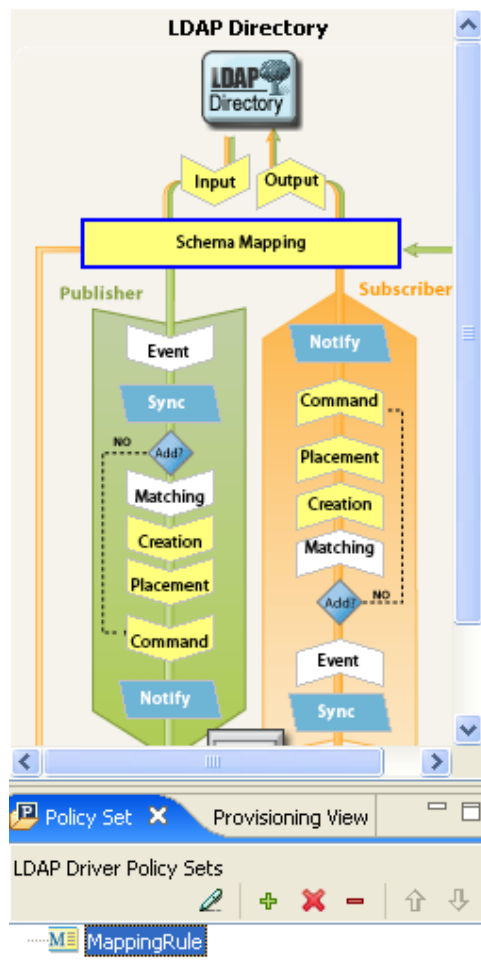 LDAP Directory
LDAP
Directory
Input
Output
Schema Mapping
Publisher
Subscriber
Event
Sync
NO
Add?
Matching
Creation
Placement
Command
Notify
Notify
Command
Placement
Creation
Matching
Add?
NO
Event
Sync
Policy Set
Provisioning View
LDAP Driver Policy Sets
MappingRule